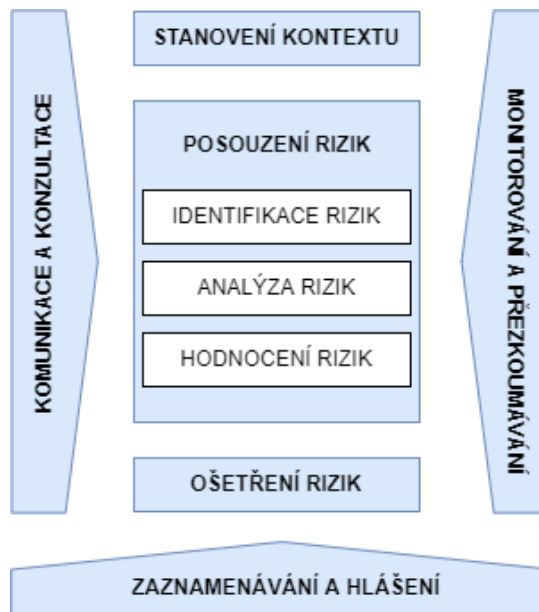 STANOVENÍ KONTEXTU
KOMUNIKACE A KONZULTACE
POSOUZENÍ RIZIK
IDENTIFIKACE RIZIK
ANALÝZA RIZIK
HODNOCENÍ RIZIK
MONITOROVÁNÍ A PŘEZKOUMÁVÁNÍ
OŠETŘENÍ RIZIK
ZAZNAMENÁVÁNÍ A HLÁŠENÍ